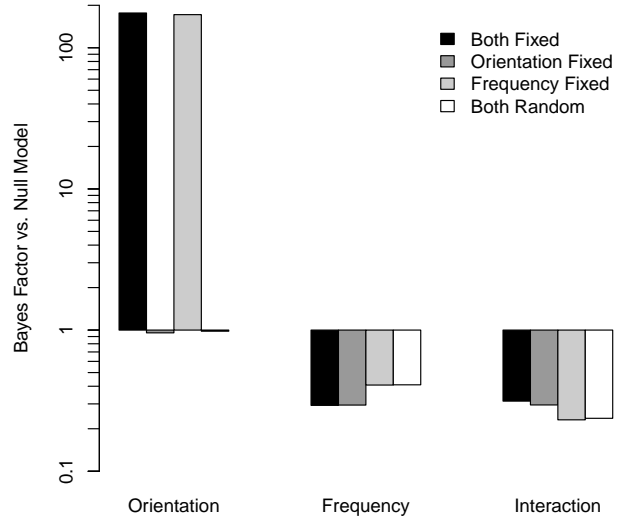 Bayes Factor vs. Null Model
100
10
1
0.1
Both Fixed
Orientation Fixed
Frequency Fixed
Both Random
Orientation
Frequency
Interaction